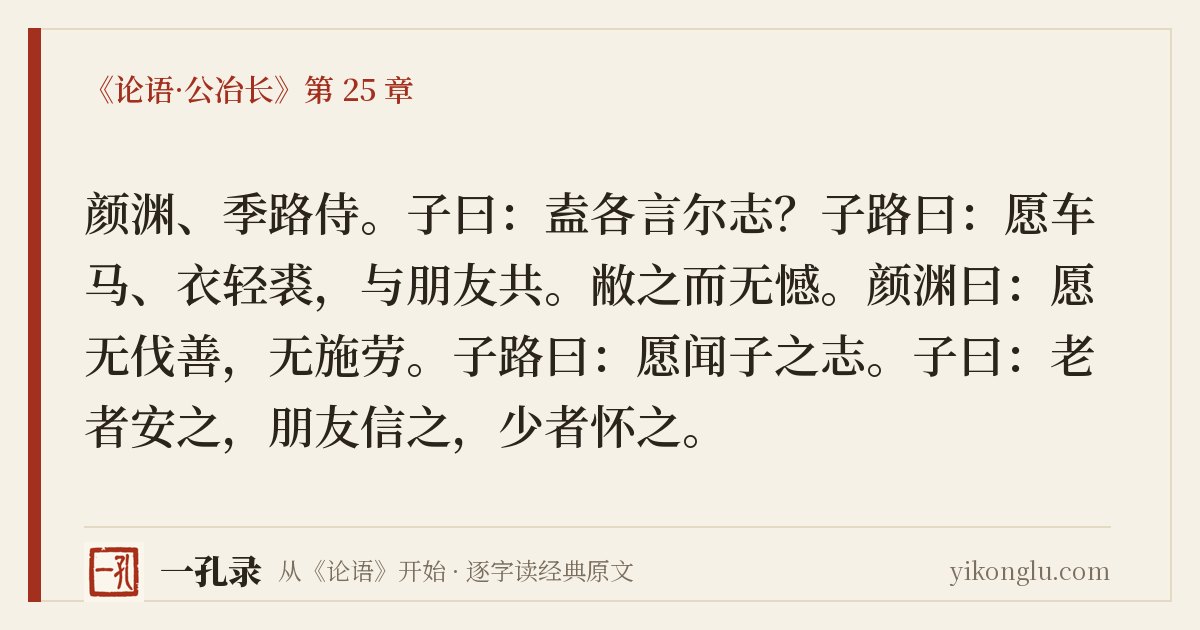 《论语·公冶长》第 25 章
颜渊、季路侍。子曰：盍各言尔志？子路曰：愿车
马、衣轻裘，与朋友共。敝之而无憾。颜渊曰：愿
无伐善，无施劳。子路曰：愿闻子之志。子曰：老
者安之，朋友信之，少者怀之。
一孔
一孔录 从《论语》开始 · 逐字读经典原文 yikonglu.com